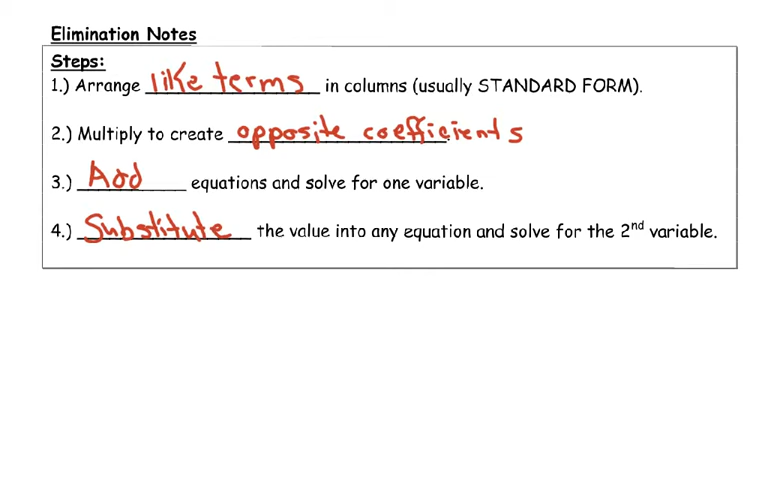 Elimination Notes
Steps:
1.) Arrange like terms in columns (usually STANDARD FORM).
2.) Multiply to create opposite coefficients
3.) Add equations and solve for one variable.
4.) Substitute the value into any equation and solve for the 2nd variable.